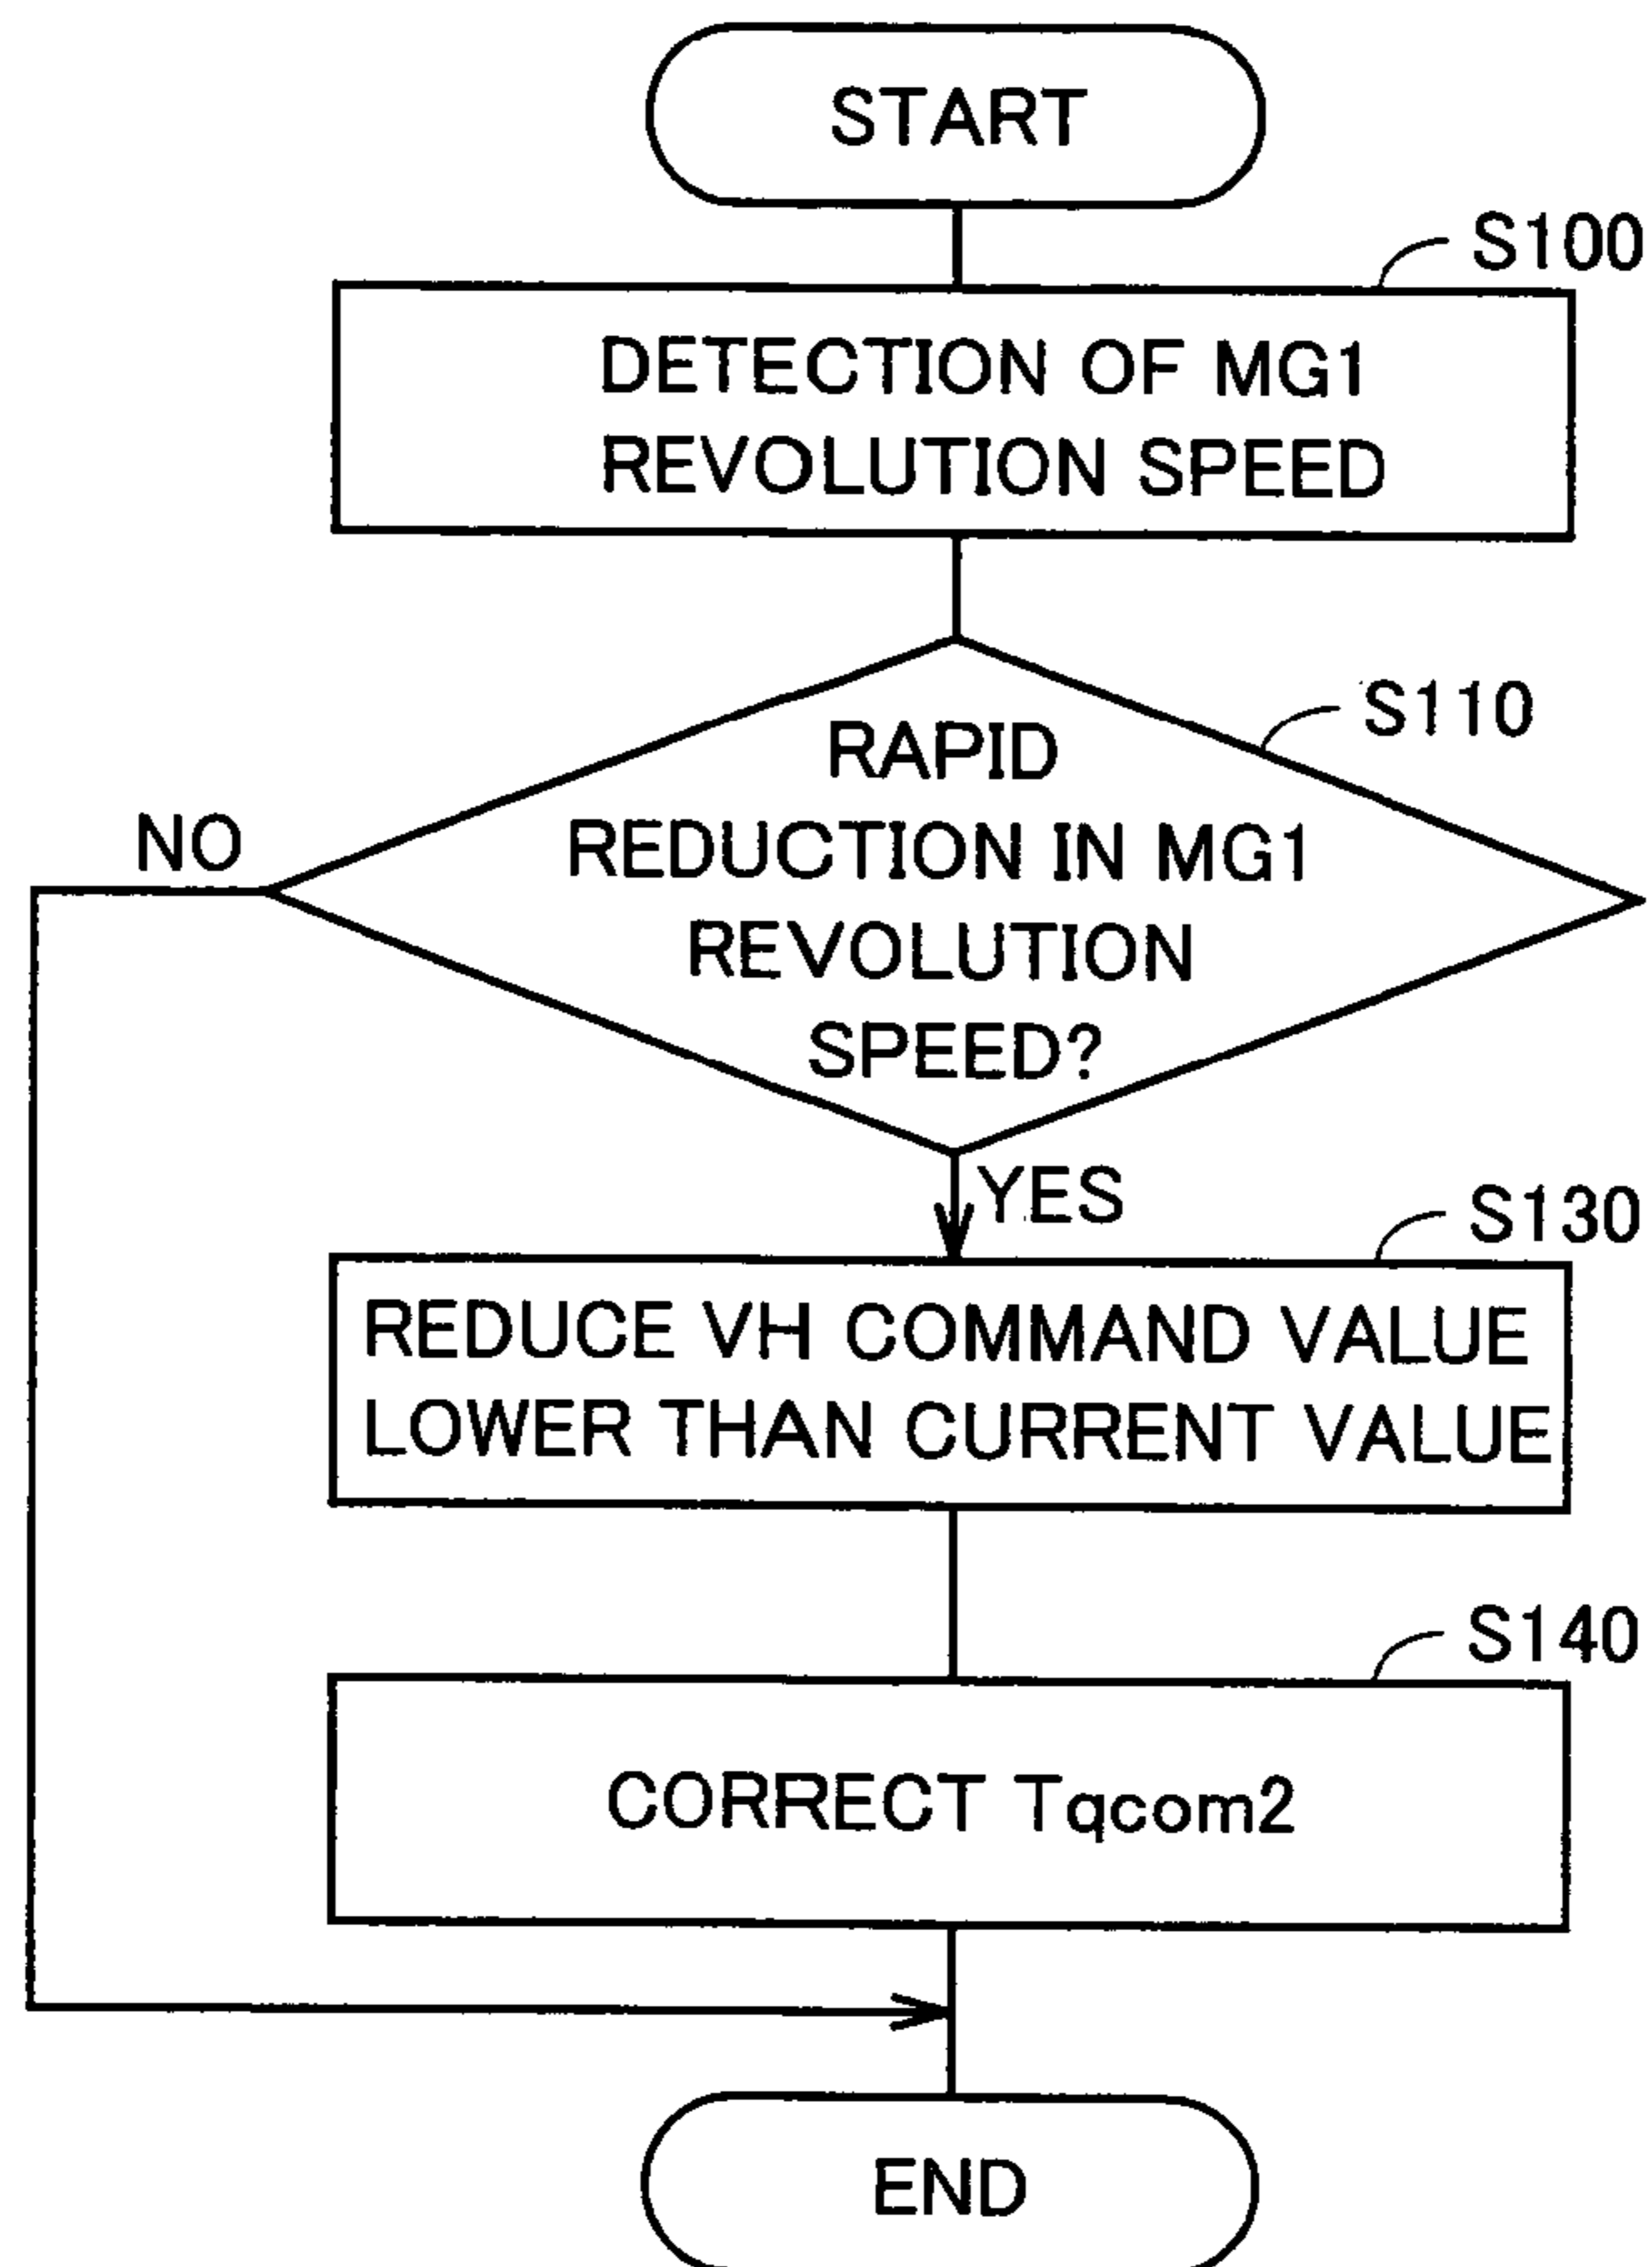 START
S100
DETECTION OF MG1
REVOLUTION SPEED
S110
RAPID
REDUCTION IN MG1
REVOLUTION
SPEED?
NO
YES
S130
REDUCE VH COMMAND VALUE
LOWER THAN CURRENT VALUE
S140
CORRECT Tqcom2
END